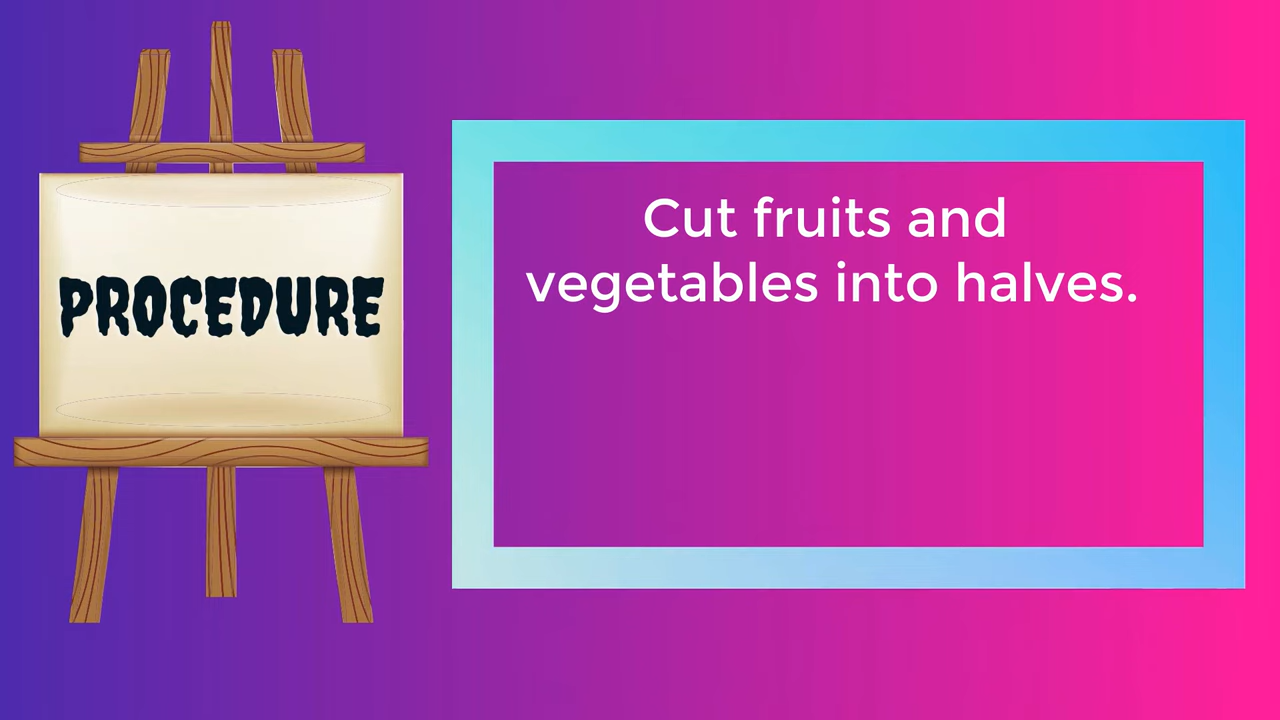 PROCEDURE
Cut fruits and
vegetables into halves.